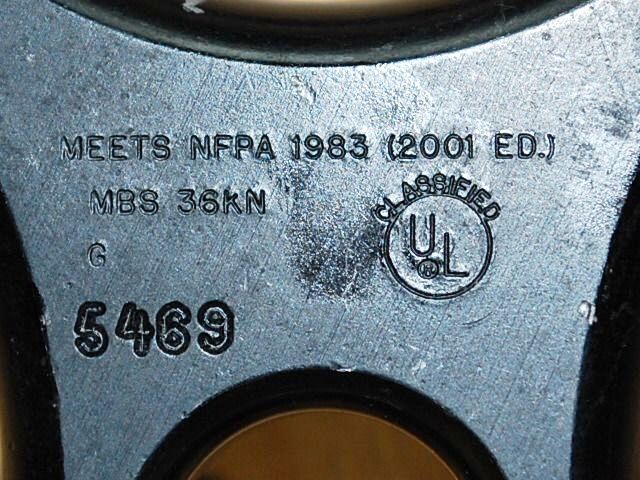 MEETS NFPA 1983 (2001 ED.)
MBS 36KN
CLASSIFIED
UL
®
G
5469